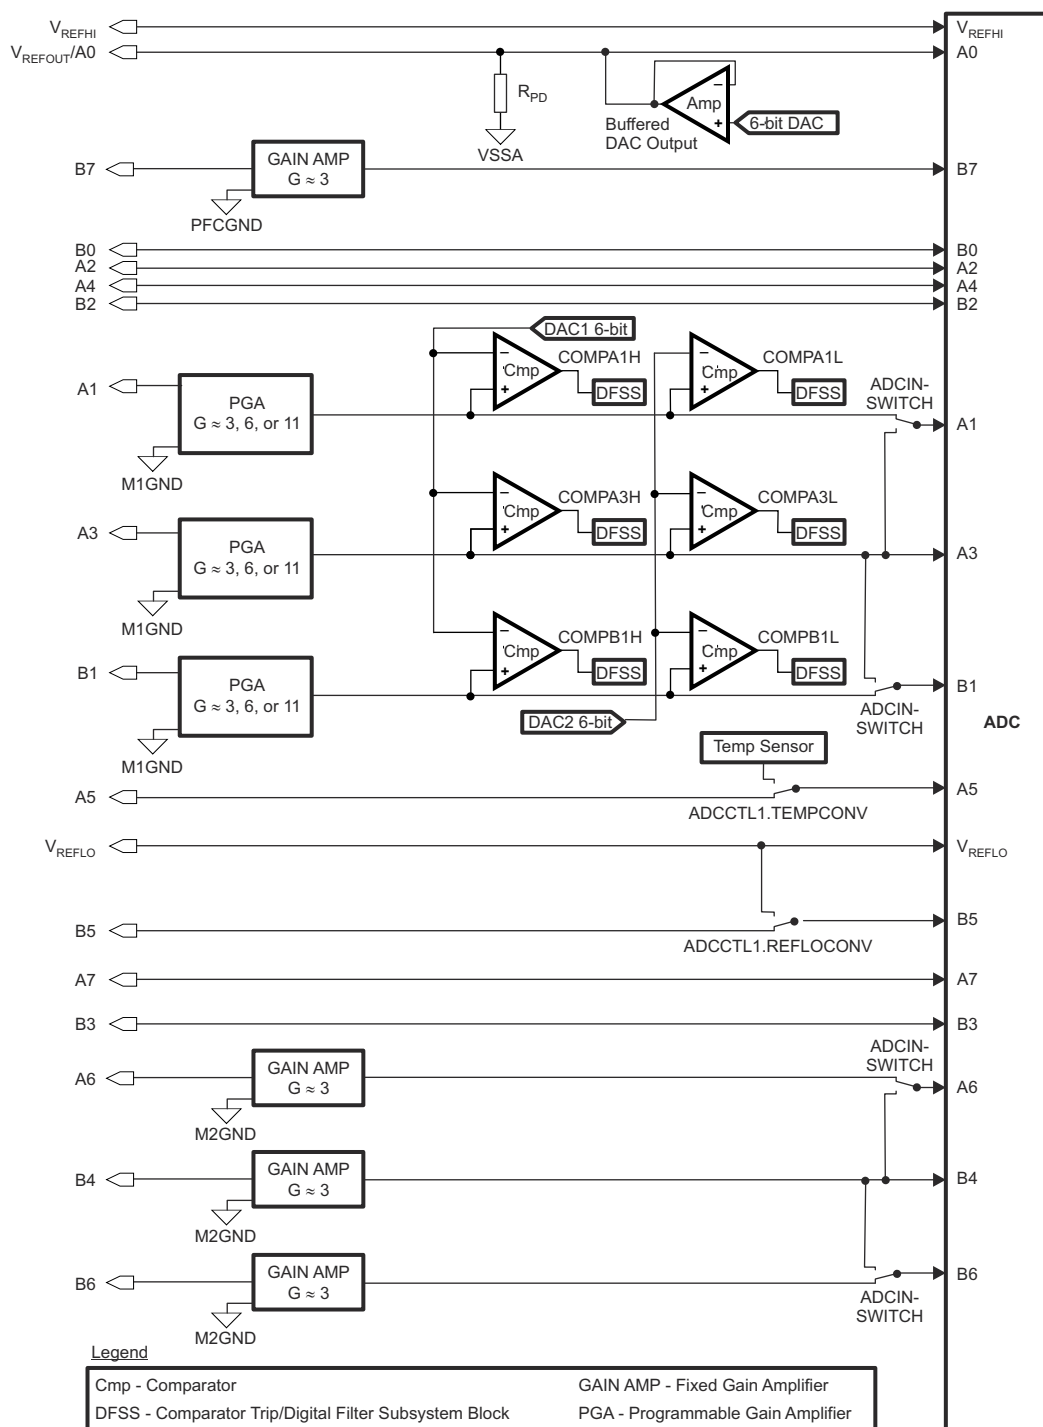 VREFHI
VREFHI
VREFOUT/A0
A0
RPD
Amp
6-bit DAC
Buffered
DAC Output
VSSA
B7
GAIN AMP
G ≈ 3
B7
PFCGND
B0
B0
A2
A2
A4
A4
B2
B2
DAC1 6-bit
COMPA1H
COMPA1L
Cmp
Cmp
DFSS
DFSS
ADCIN-
SWITCH
A1
PGA
G ≈ 3, 6, or 11
A1
M1GND
COMPA3H
COMPA3L
Cmp
Cmp
DFSS
DFSS
A3
PGA
G ≈ 3, 6, or 11
A3
M1GND
COMPB1H
COMPB1L
Cmp
Cmp
DFSS
DFSS
B1
PGA
G ≈ 3, 6, or 11
B1
ADCIN-
SWITCH
DAC2 6-bit
ADC
M1GND
Temp Sensor
A5
A5
ADCCTL1.TEMPCONV
VREFLO
VREFLO
B5
B5
ADCCTL1.REFLOCONV
A7
A7
B3
B3
ADCIN-
SWITCH
A6
GAIN AMP
G ≈ 3
A6
M2GND
B4
GAIN AMP
G ≈ 3
B4
M2GND
B6
GAIN AMP
G ≈ 3
B6
ADCIN-
SWITCH
M2GND
Legend
Cmp - Comparator
GAIN AMP - Fixed Gain Amplifier
DFSS - Comparator Trip/Digital Filter Subsystem Block
PGA - Programmable Gain Amplifier